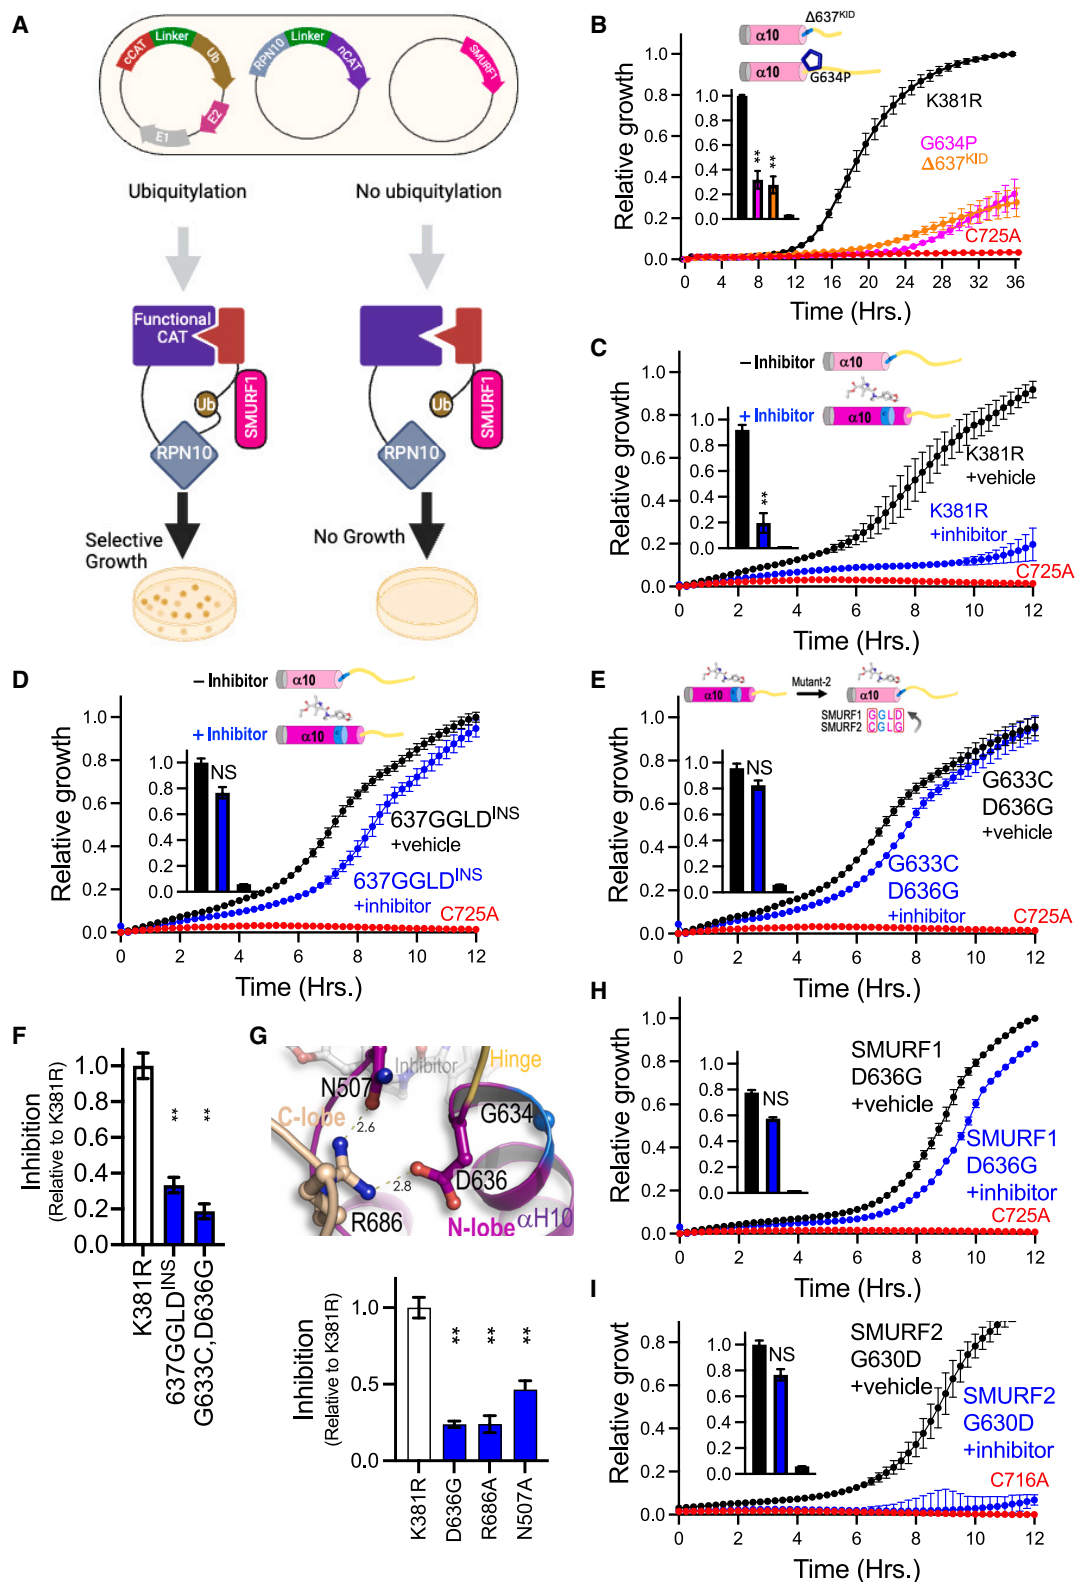 A
cCAT
Linker
Ub
E2
E1
RPN10
Linker
nCAT
SMURF1
Ubiquitylation
No ubiquitylation
Functional
CAT
Ub
SMURF1
RPN10
Ub
SMURF1
RPN10
Selective
Growth
No Growth
B
α10
Δ637KID
α10
G634P
Relative growth
1.0
0.8
0.6
0.4
0.2
0.0
1.0
0.8
0.6
0.4
0.2
0.0
**
**
K381R
G634P
Δ637KID
C725A
0 4 8 12 16 20 24 28 32 36
Time (Hrs.)
C
– Inhibitor
α10
+ Inhibitor
Relative growth
1.0
0.8
0.6
0.4
0.2
0.0
1.0
0.8
0.6
0.4
0.2
0.0
**
K381R
+vehicle
K381R
+inhibitor
C725A
0 2 4 6 8 10 12
Time (Hrs.)
D
– Inhibitor
α10
+ Inhibitor
α10
Relative growth
1.0
0.8
0.6
0.4
0.2
0.0
1.0
0.8
0.6
0.4
0.2
0.0
NS
637GGLDINS
+vehicle
637GGLDINS
+inhibitor
C725A
0 2 4 6 8 10 12
Time (Hrs.)
E
α10
Mutant-2
α10
SMURF1 GGLD
SMURF2 CGLG
Relative growth
1.0
0.8
0.6
0.4
0.2
0.0
1.0
0.8
0.6
0.4
0.2
0.0
NS
G633C
D636G
+vehicle
G633C
D636G
+inhibitor
C725A
0 2 4 6 8 10 12
Time (Hrs.)
F
Inhibition
(Relative to K381R)
1.0
0.8
0.6
0.4
0.2
0.0
**
**
K381R
637GGLDINS
G633C,D636G
G
Inhibitor
Hinge
N507
C-lobe
G634
2.6
2.8
D636
R686
N-lobe
αH10
Inhibition
(Relative to K381R)
1.0
0.5
0.0
**
**
**
K381R
D636G
R686A
N507A
H
Relative growth
1.0
0.8
0.6
0.4
0.2
0.0
1.0
0.8
0.6
0.4
0.2
0.0
NS
SMURF1
D636G
+vehicle
SMURF1
D636G
+inhibitor
C725A
0 2 4 6 8 10 12
Time (Hrs.)
I
Relative growt
0.8
0.6
0.4
0.2
0.0
1.0
0.8
0.6
0.4
0.2
0.0
NS
SMURF2
G630D
+vehicle
SMURF2
G630D
+inhibitor
C716A
0 2 4 6 8 10 12
Time (Hrs.)